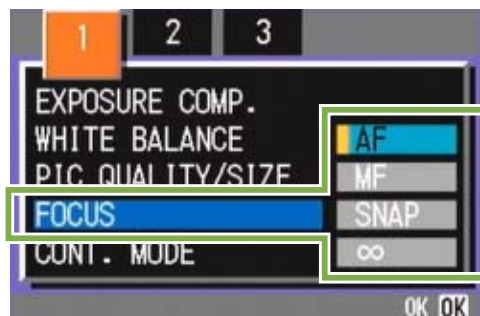 1 2 3
EXPOSURE COMP.
WHITE BALANCE AF
PIC QUALITY/SIZE MF
FOCUS SNAP
CONT. MODE ∞
OK OK